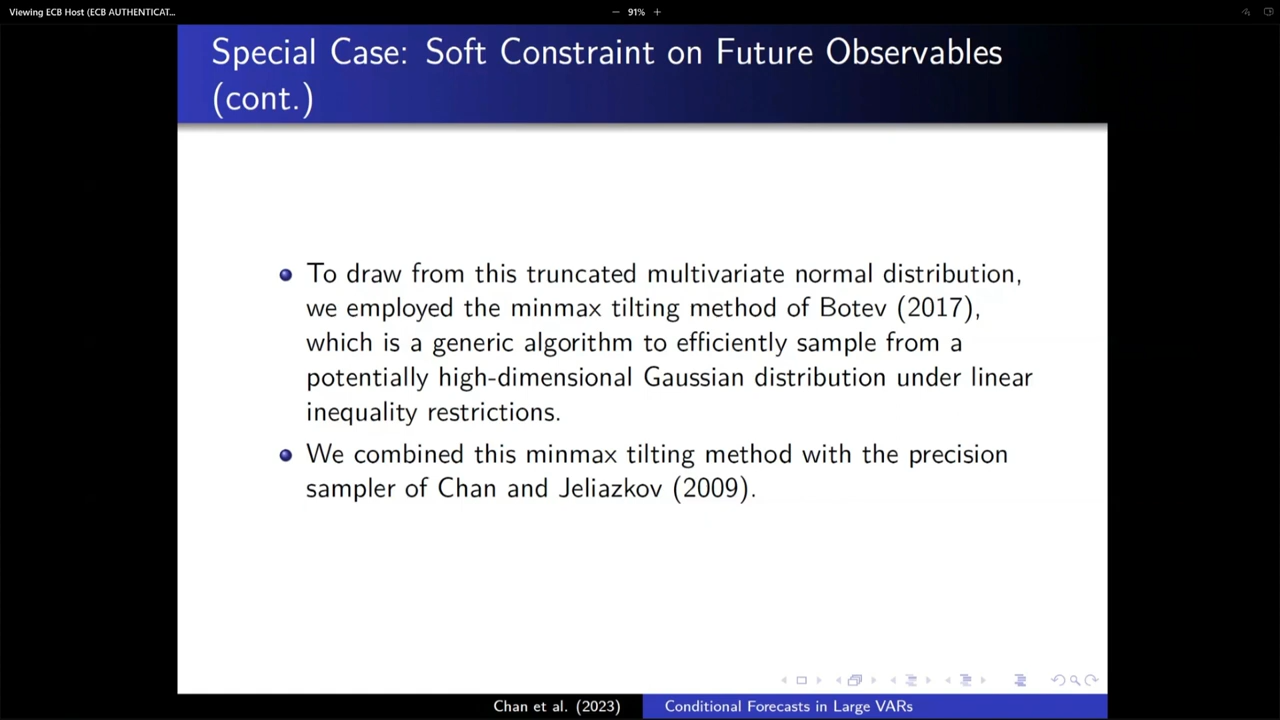 Viewing ECB Host (ECB AUTHENTICAT...
— 91% +
Special Case: Soft Constraint on Future Observables
(cont.)
To draw from this truncated multivariate normal distribution,
we employed the minmax tilting method of Botev (2017),
which is a generic algorithm to efficiently sample from a
potentially high-dimensional Gaussian distribution under linear
inequality restrictions.
We combined this minmax tilting method with the precision
sampler of Chan and Jeliazkov (2009).
Chan et al. (2023)
Conditional Forecasts in Large VARs